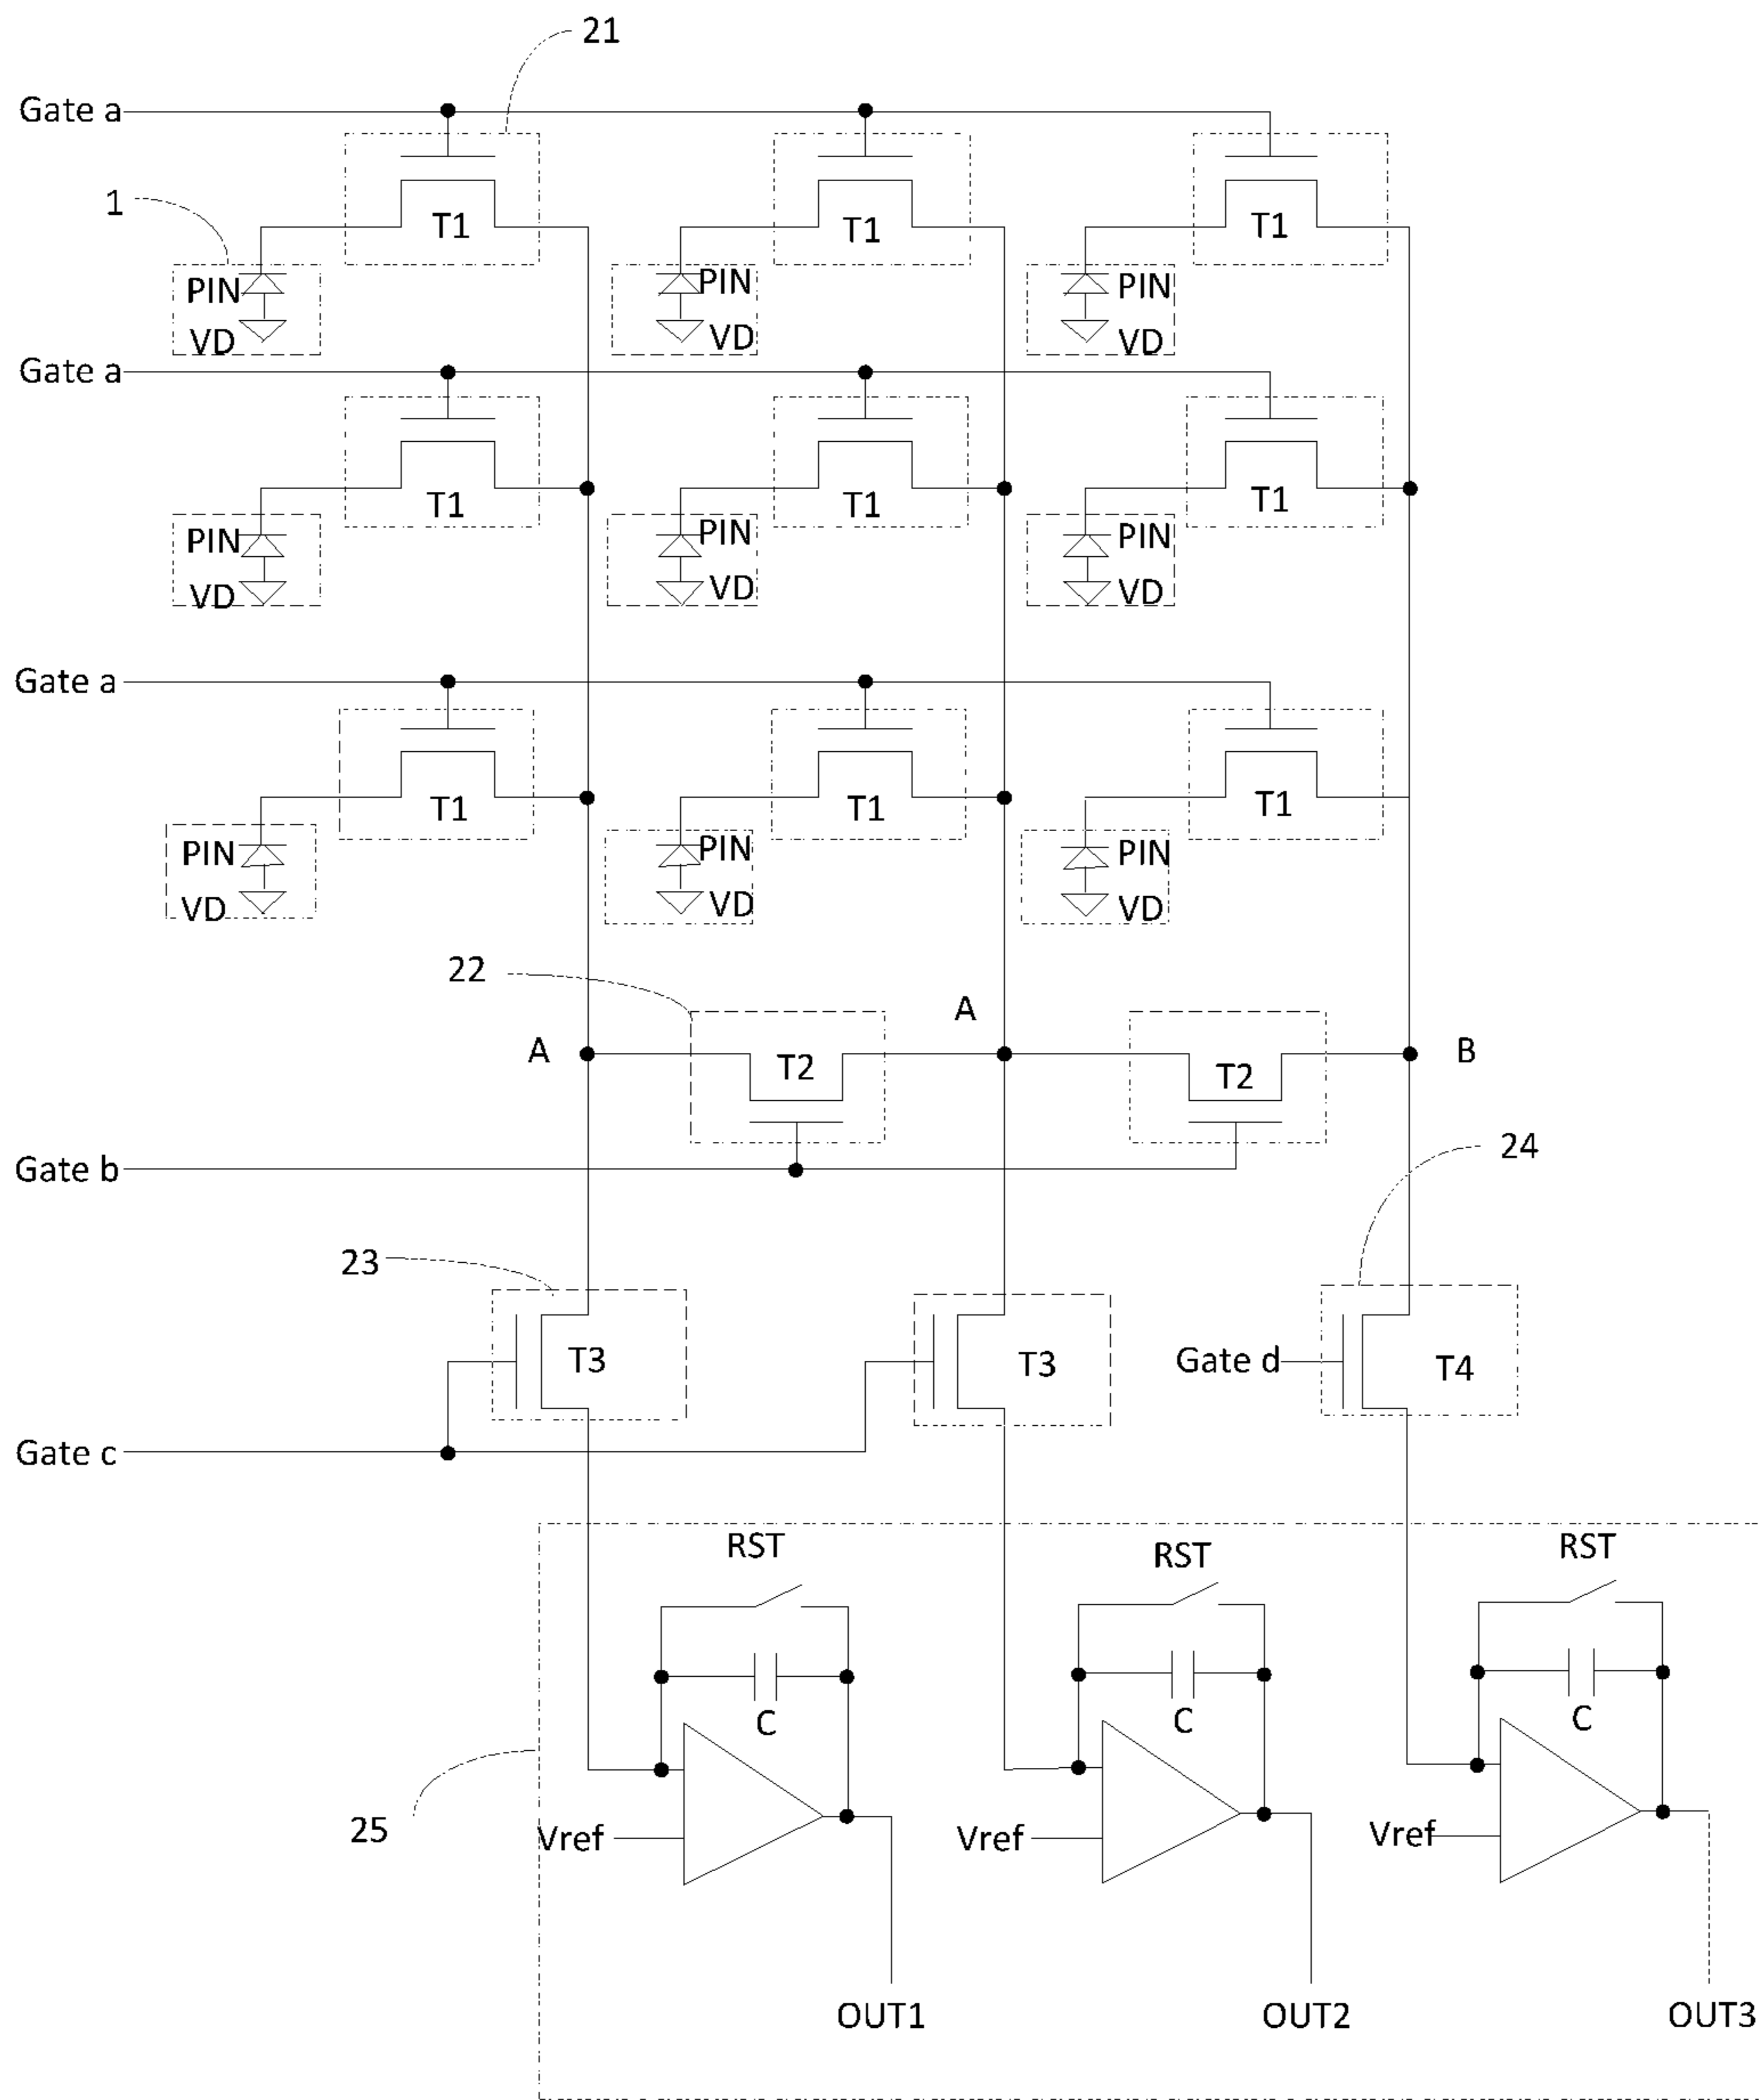 21
Gate a
1
T1
T1
T1
PIN
PIN
PIN
VD
VD
VD
Gate a
T1
T1
T1
PIN
PIN
PIN
VD
VD
VD
Gate a
T1
T1
T1
PIN
PIN
PIN
VD
VD
VD
22
A
A
T2
T2
B
Gate b
24
23
T3
T3
Gate d
T4
Gate c
RST
RST
RST
C
C
C
25
Vref
Vref
Vref
OUT1
OUT2
OUT3